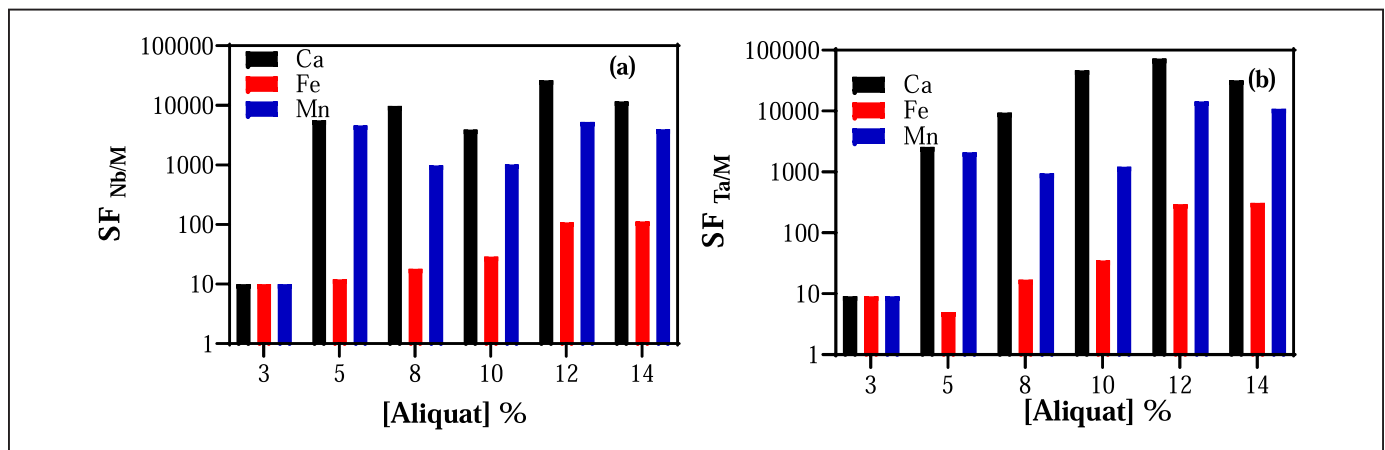 100000
10000
1000
100
10
1
SF Nb/M
Ca
Fe
Mn
(a)
3 5 8 10 12 14
[Aliquat] %
100000
10000
1000
100
10
1
SF Ta/M
Ca
Fe
Mn
(b)
3 5 8 10 12 14
[Aliquat] %